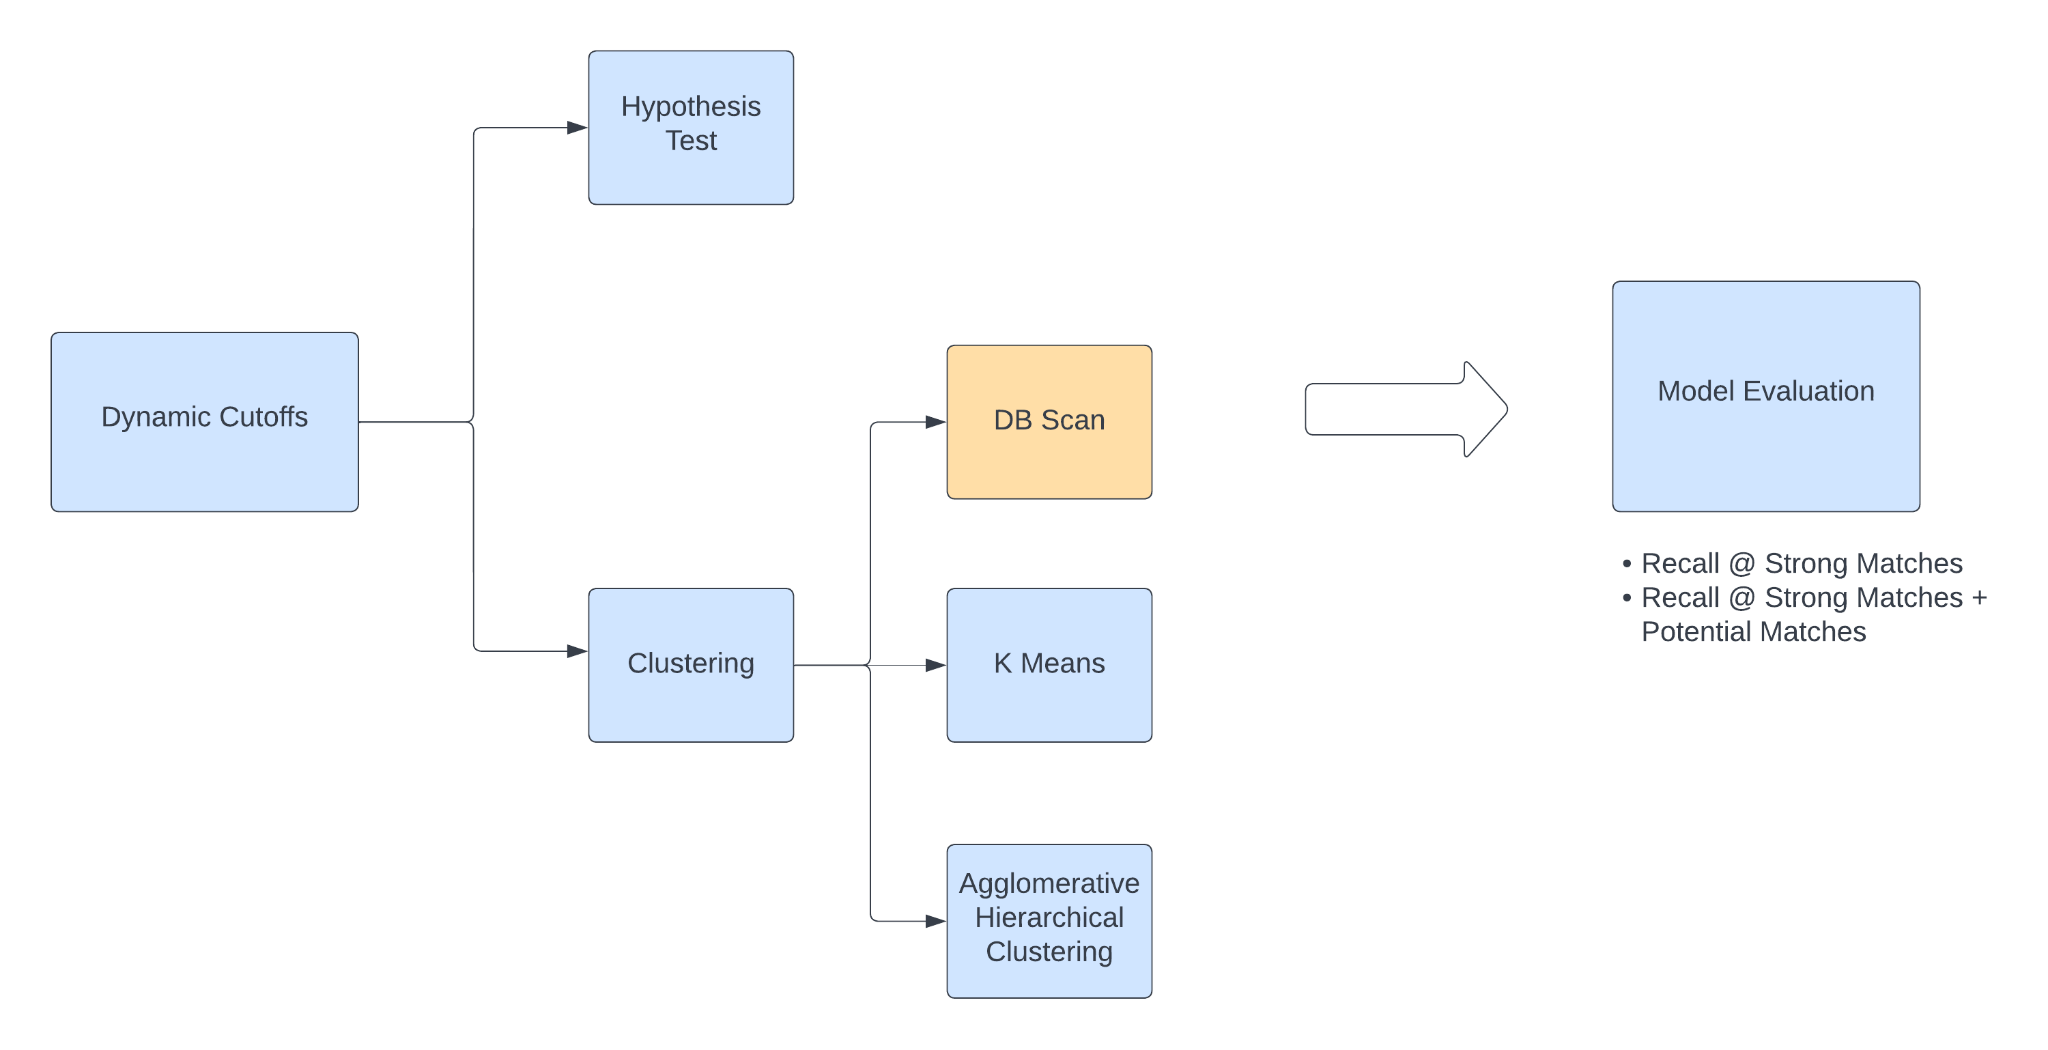 Hypothesis
Test
Dynamic Cutoffs
Clustering
DB Scan
K Means
Agglomerative
Hierarchical
Clustering
Model Evaluation
• Recall @ Strong Matches
• Recall @ Strong Matches +
Potential Matches